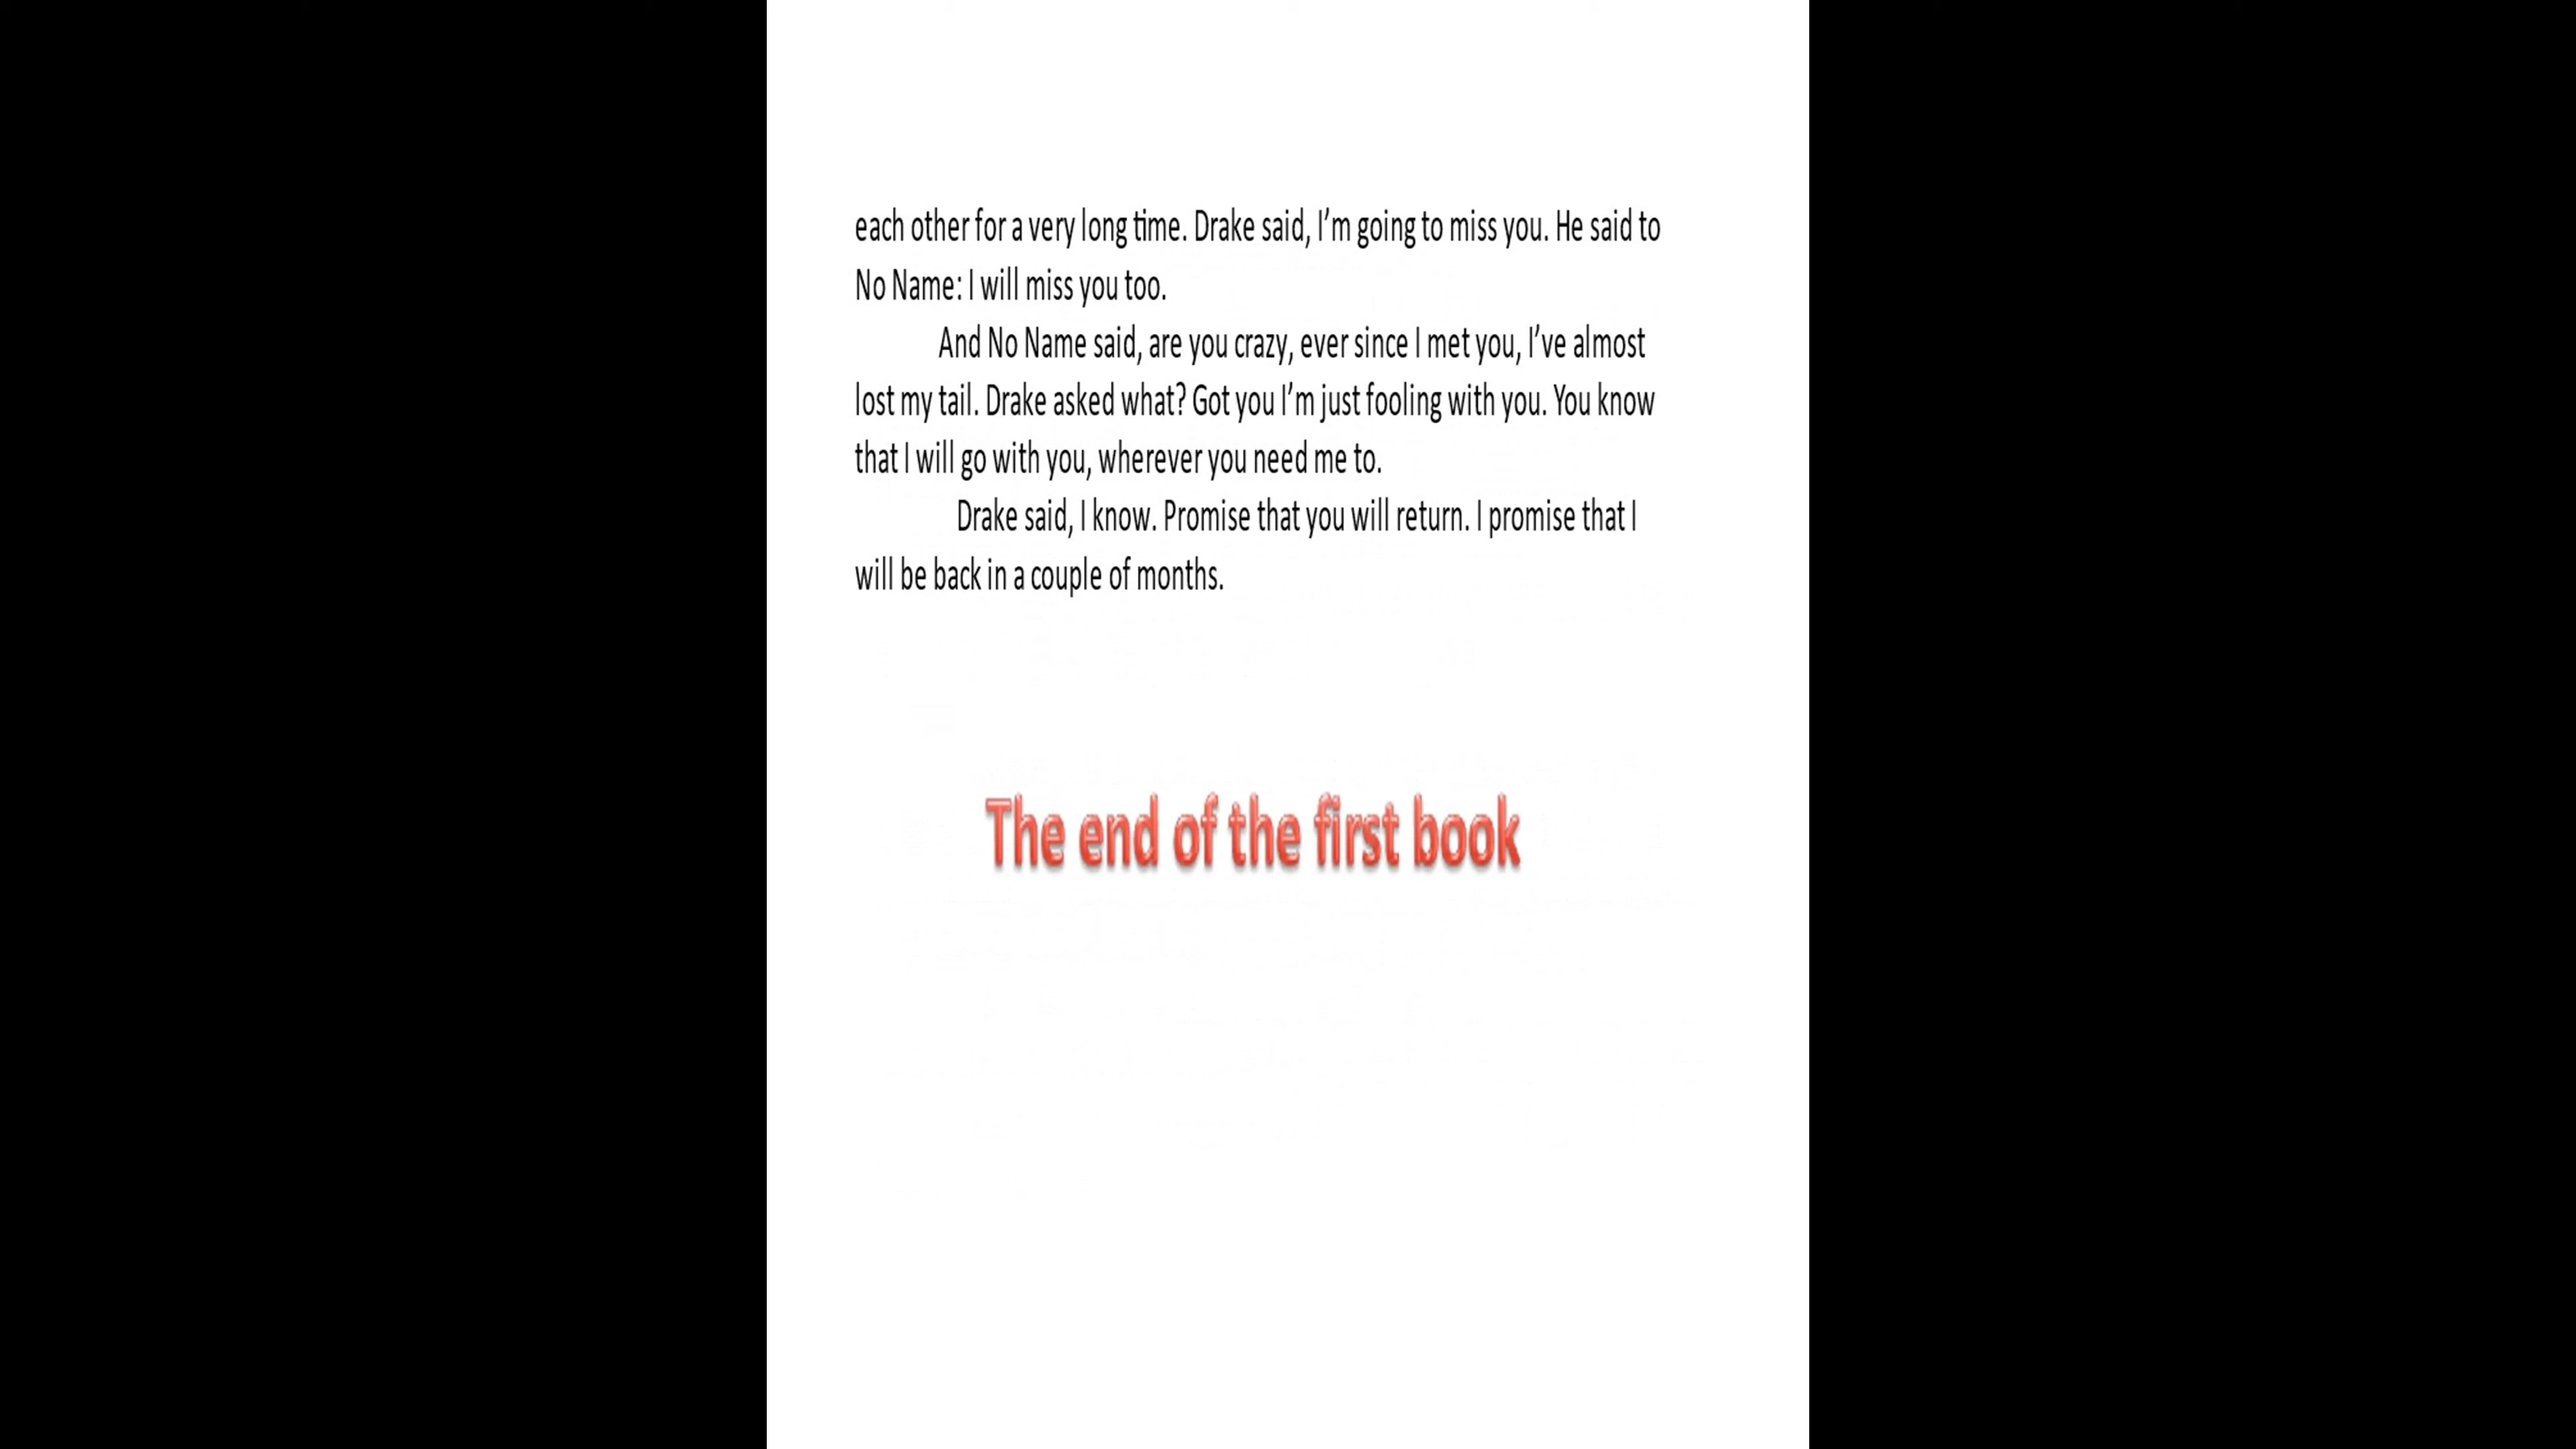 each other for a very long time. Drake said, I’m going to miss you. He said to
No Name: I will miss you too.
And No Name said, are you crazy, ever since I met you, I’ve almost
lost my tail. Drake asked what? Got you I’m just fooling with you. You know
that I will go with you, wherever you need me to.
Drake said, I know. Promise that you will return. I promise that I
will be back in a couple of months.
The end of the first book